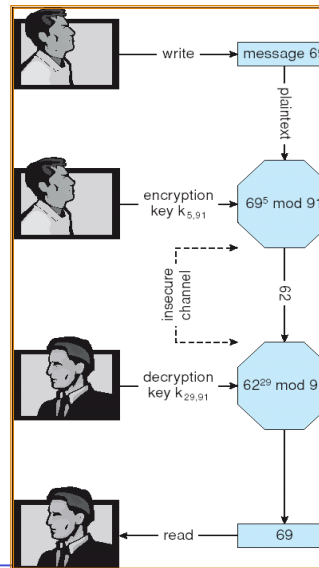 write
message 69
plaintext
encryption
key k5,91
69⁵ mod 91
insecure
channel
62
decryption
key k29,91
62²⁹ mod 9
read
69